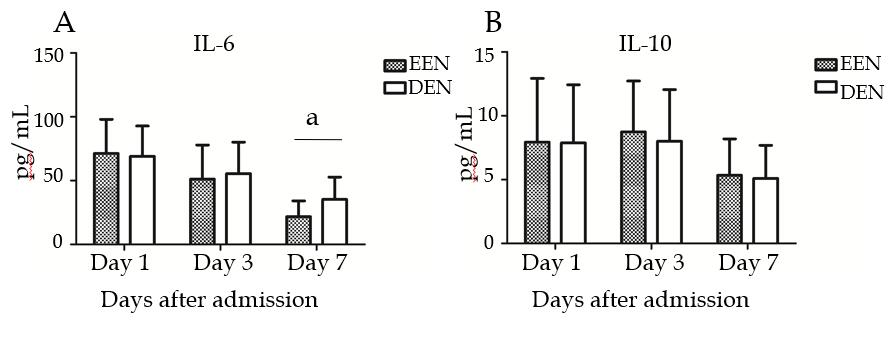 A
IL-6
150
100
50
0
pg/mL
EEN
DEN
a
Day 1
Day 3
Day 7
Days after admission
B
IL-10
15
10
5
0
pg/mL
EEN
DEN
Day 1
Day 3
Day 7
Days after admission